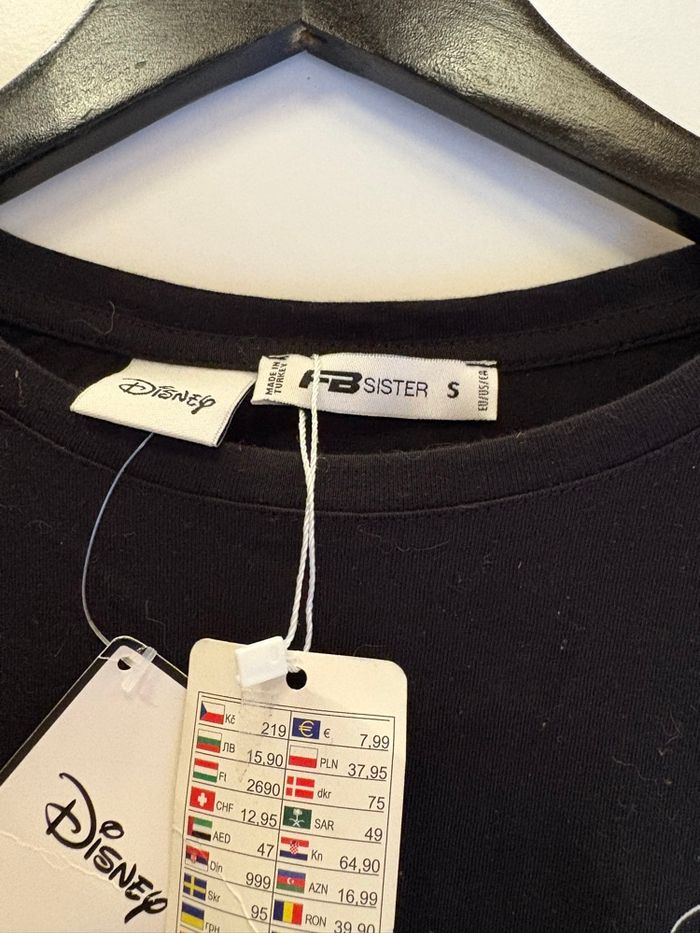 Disney
MADE IN
TURKEY
FB SISTER S
EU/US/EA
Disney
Kč 219 € 7,99
ЛВ 15,90 PLN 37,95
Ft 2690 dkr 75
CHF 12,95 SAR 49
AED 47 Kn 64,90
Din 999 AZN 16,99
Skr 95 RON 39,90
грн